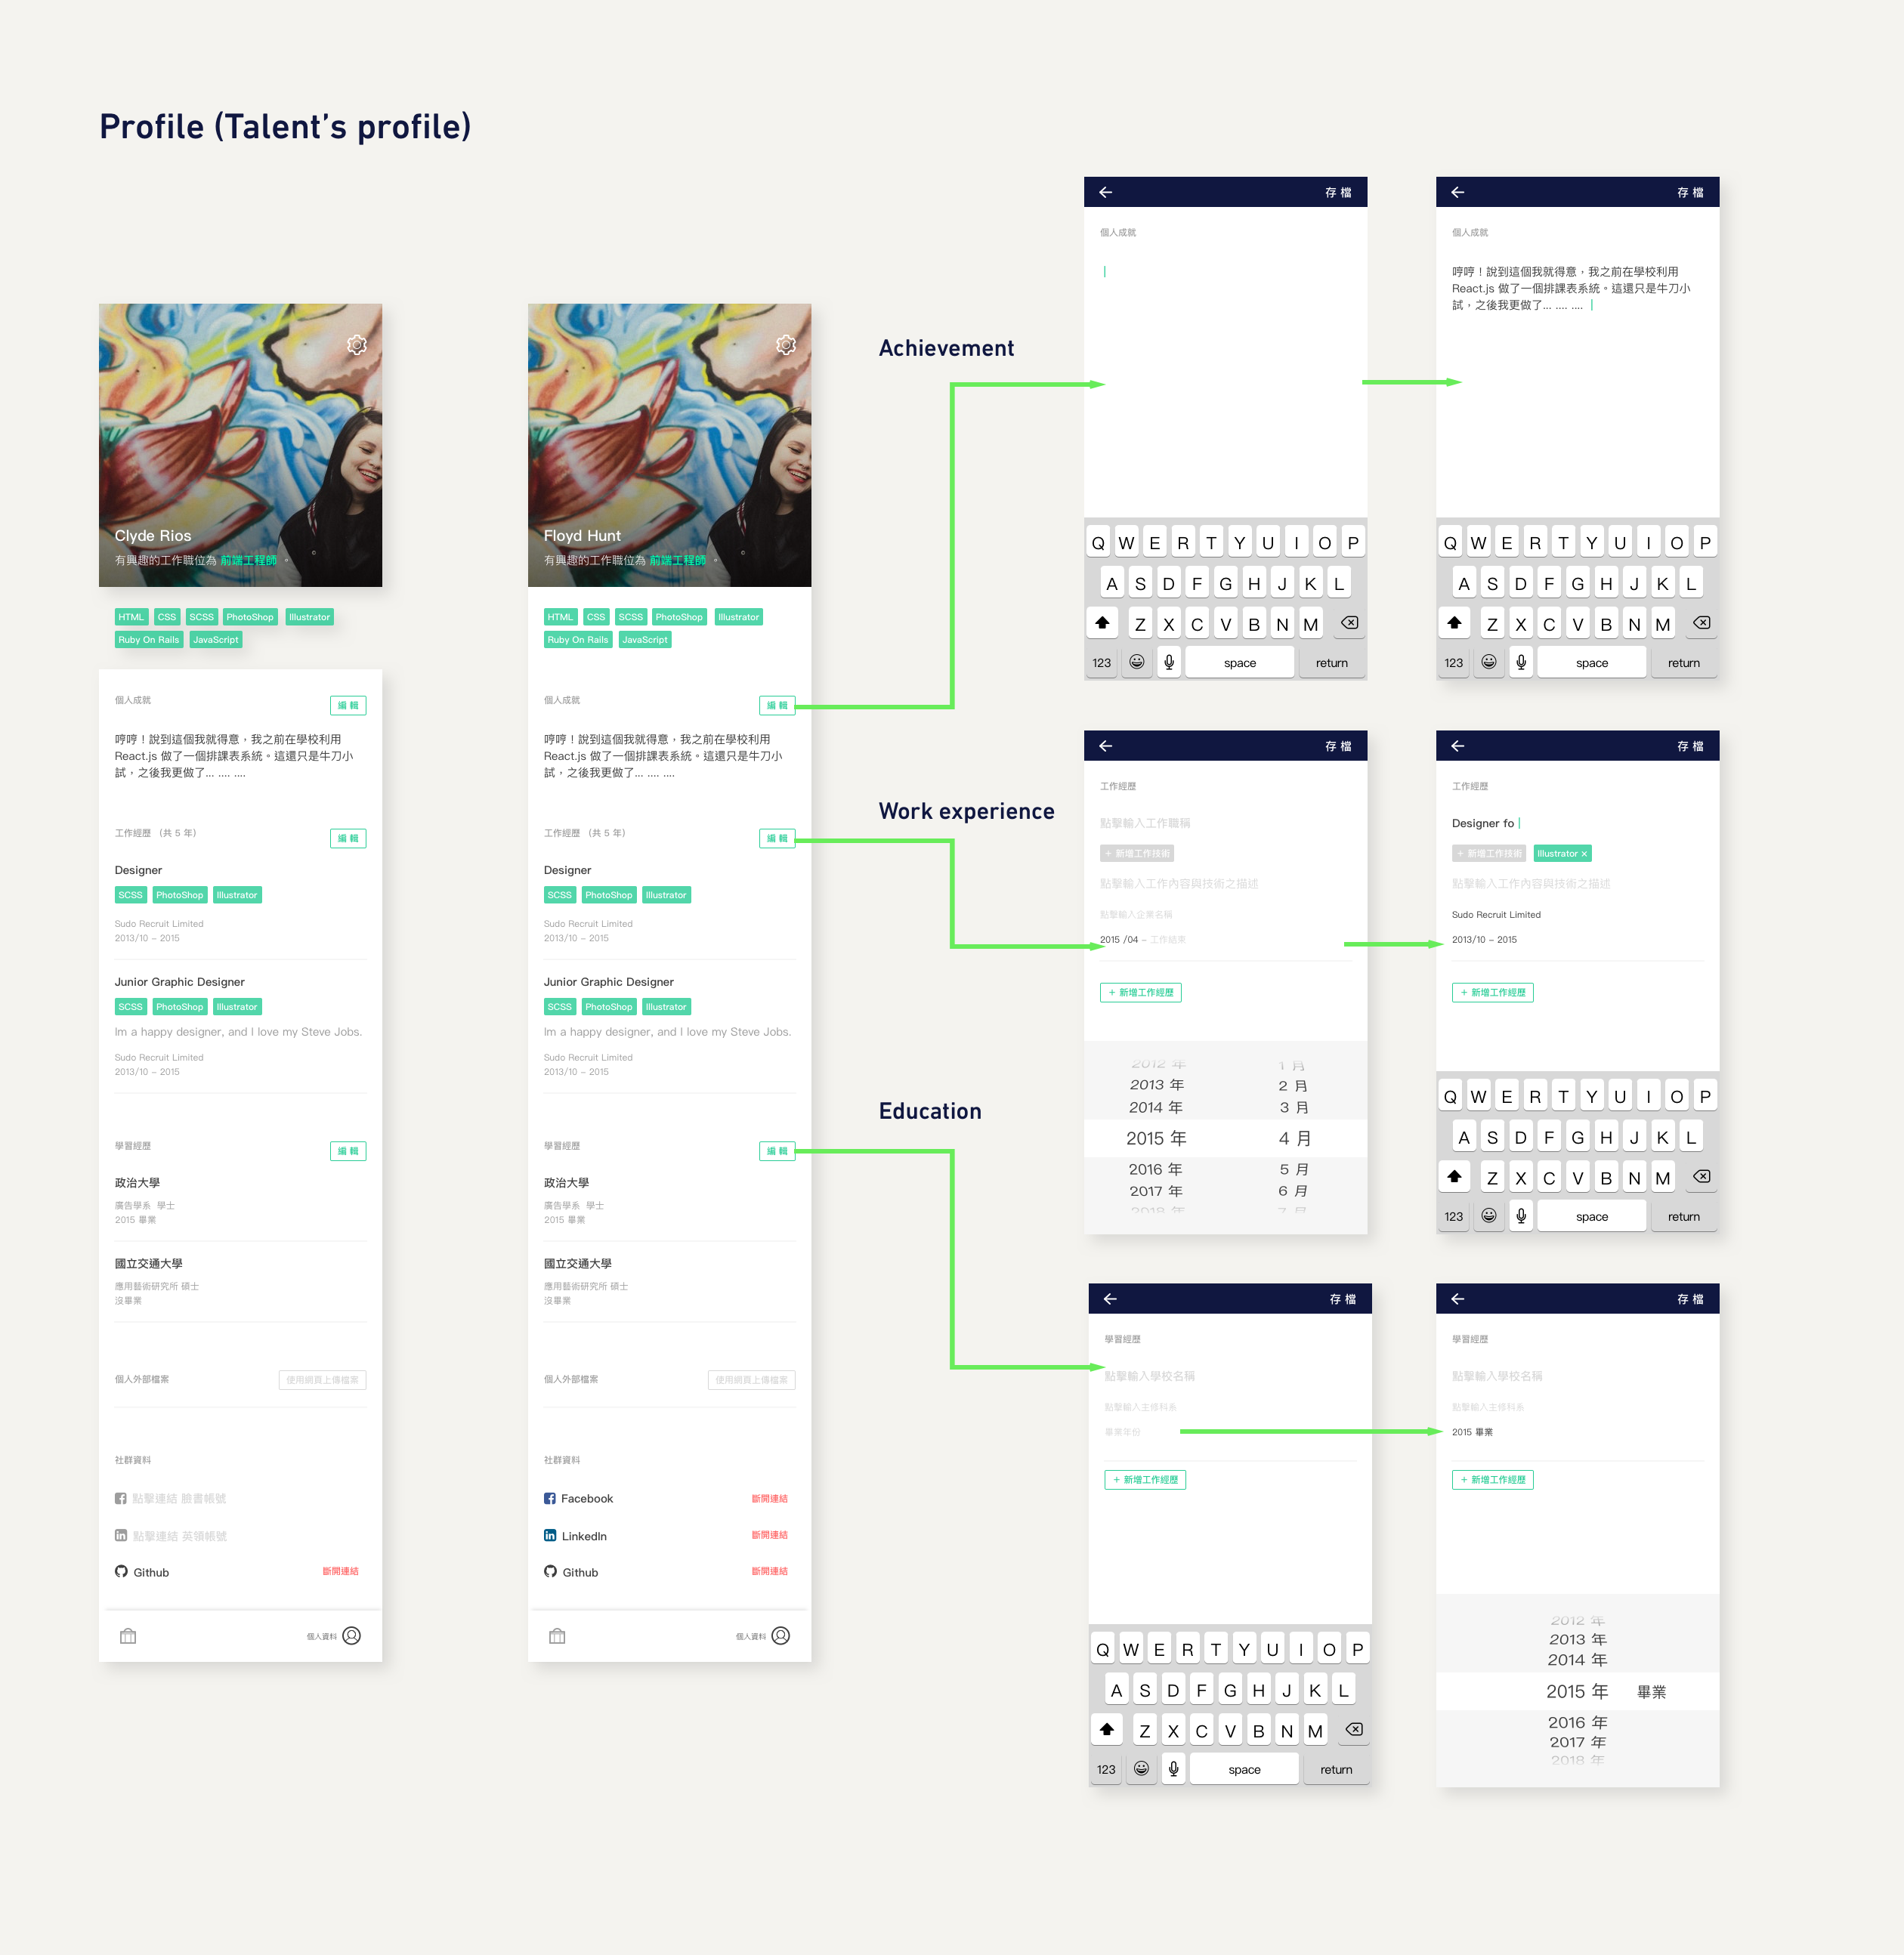 Profile (Talent’s profile)
Clyde Rios
有興趣的工作職位為 前端工程師 。
HTML CSS SCSS PhotoShop Illustrator
Ruby On Rails JavaScript
個人成就 編 輯
哼哼！說到這個我就得意，我之前在學校利用
React.js 做了一個排課表系統。這還只是牛刀小
試，之後我更做了... .... ....
工作經歷 （共 5 年） 編 輯
Designer
SCSS PhotoShop Illustrator
Sudo Recruit Limited
2013/10 – 2015
Junior Graphic Designer
SCSS PhotoShop Illustrator
Im a happy designer, and I love my Steve Jobs.
Sudo Recruit Limited
2013/10 – 2015
學習經歷 編 輯
政治大學
廣告學系 學士
2015 畢業
國立交通大學
應用藝術研究所 碩士
沒畢業
個人外部檔案 使用網頁上傳檔案
社群資料
點擊連結 臉書帳號
點擊連結 英領帳號
Github 斷開連結
個人資料
Floyd Hunt
有興趣的工作職位為 前端工程師 。
HTML CSS SCSS PhotoShop Illustrator
Ruby On Rails JavaScript
個人成就 編 輯
哼哼！說到這個我就得意，我之前在學校利用
React.js 做了一個排課表系統。這還只是牛刀小
試，之後我更做了... .... ....
工作經歷 （共 5 年） 編 輯
Designer
SCSS PhotoShop Illustrator
Sudo Recruit Limited
2013/10 – 2015
Junior Graphic Designer
SCSS PhotoShop Illustrator
Im a happy designer, and I love my Steve Jobs.
Sudo Recruit Limited
2013/10 – 2015
學習經歷 編 輯
政治大學
廣告學系 學士
2015 畢業
國立交通大學
應用藝術研究所 碩士
沒畢業
個人外部檔案 使用網頁上傳檔案
社群資料
Facebook 斷開連結
LinkedIn 斷開連結
Github 斷開連結
個人資料
Achievement
存 檔
個人成就
Q W E R T Y U I O P
A S D F G H J K L
Z X C V B N M
123 space return
存 檔
個人成就
哼哼！說到這個我就得意，我之前在學校利用
React.js 做了一個排課表系統。這還只是牛刀小
試，之後我更做了... .... ....
Q W E R T Y U I O P
A S D F G H J K L
Z X C V B N M
123 space return
Work experience
存 檔
工作經歷
點擊輸入工作職稱
＋ 新增工作技術
點擊輸入工作內容與技術之描述
點擊輸入企業名稱
2015 /04 – 工作結束
＋ 新增工作經歷
2012 年 1 月
2013 年 2 月
2014 年 3 月
2015 年 4 月
2016 年 5 月
2017 年 6 月
2018 年 7 月
存 檔
工作經歷
Designer fo
＋ 新增工作技術 Illustrator ×
點擊輸入工作內容與技術之描述
Sudo Recruit Limited
2013/10 – 2015
＋ 新增工作經歷
Q W E R T Y U I O P
A S D F G H J K L
Z X C V B N M
123 space return
Education
存 檔
學習經歷
點擊輸入學校名稱
點擊輸入主修科系
畢業年份
＋ 新增工作經歷
Q W E R T Y U I O P
A S D F G H J K L
Z X C V B N M
123 space return
存 檔
學習經歷
點擊輸入學校名稱
點擊輸入主修科系
2015 畢業
＋ 新增工作經歷
2012 年
2013 年
2014 年
2015 年 畢業
2016 年
2017 年
2018 年